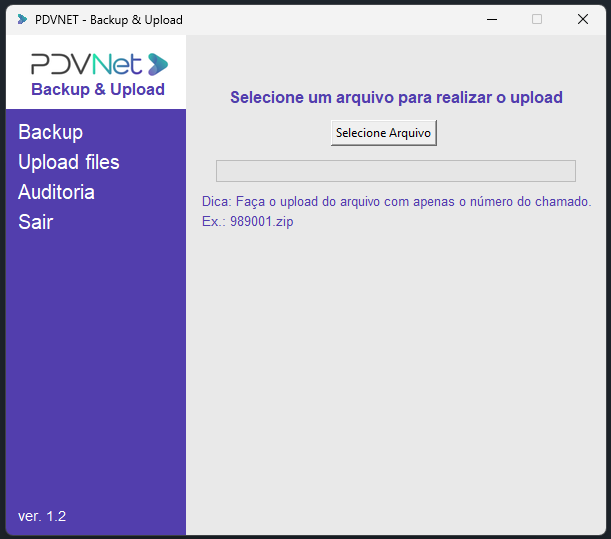 PDVNET - Backup & Upload
PDVNet
Backup & Upload
Backup
Upload files
Auditoria
Sair
ver. 1.2
Selecione um arquivo para realizar o upload
Selecione Arquivo
Dica: Faça o upload do arquivo com apenas o número do chamado.
Ex.: 989001.zip